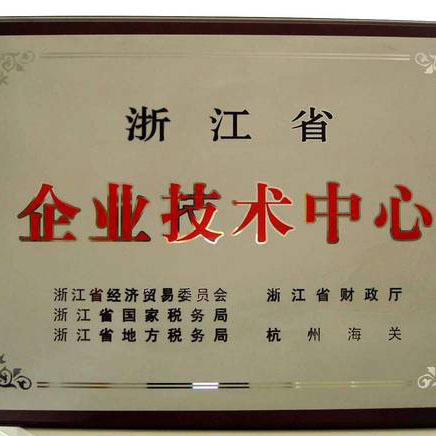 浙江省
企业技术中心
浙江省经济贸易委员会 浙江省财政厅
浙江省国家税务局
浙江省地方税务局 杭州海关